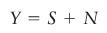 Y = S + N